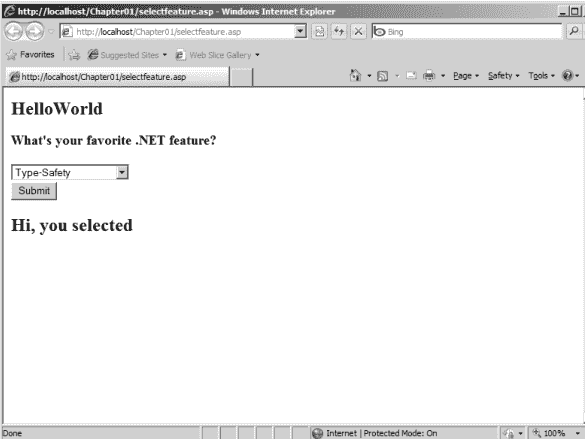 http://localhost/Chapter01/selectfeature.asp - Windows Internet Explorer
http://localhost/Chapter01/selectfeature.asp
Bing
Favorites
Suggested Sites
Web Slice Gallery
http://localhost/Chapter01/selectfeature.asp
Page
Safety
Tools
HelloWorld
What's your favorite .NET feature?
Type-Safety
Submit
Hi, you selected
Done
Internet | Protected Mode: On
100%